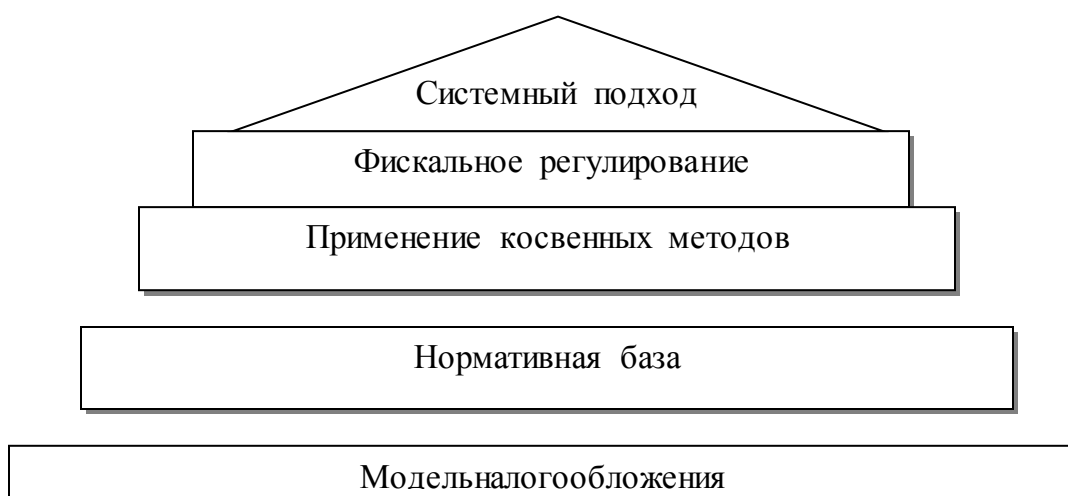 Системный подход
Фискальное регулирование
Применение косвенных методов
Нормативная база
Модельналогообложения